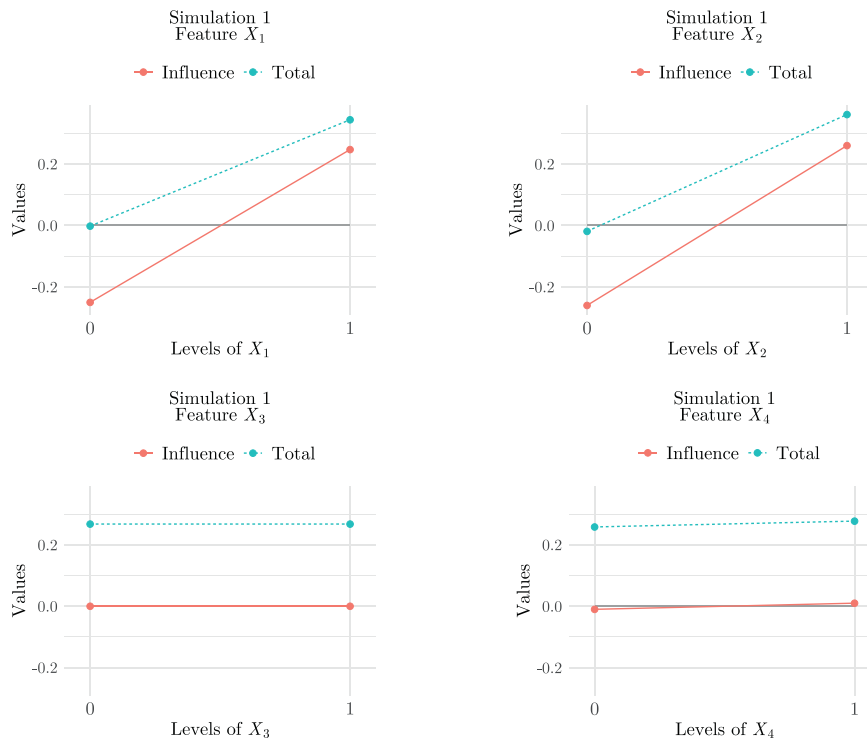 Simulation 1
Feature X₁
Influence Total
Values
0.2
0.0
-0.2
0 1
Levels of X₁
Simulation 1
Feature X₂
Influence Total
Values
0.2
0.0
-0.2
0 1
Levels of X₂
Simulation 1
Feature X₃
Influence Total
Values
0.2
0.0
-0.2
0 1
Levels of X₃
Simulation 1
Feature X₄
Influence Total
Values
0.2
0.0
-0.2
0 1
Levels of X₄